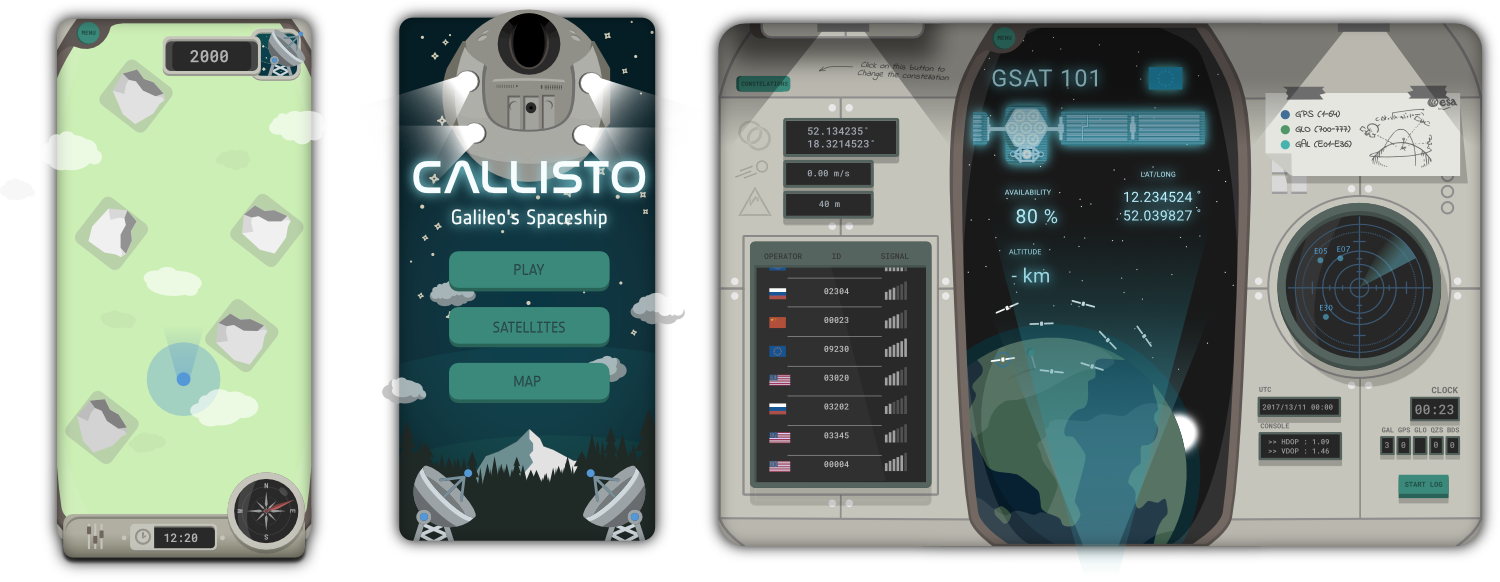 MENU
2000
12:20
N
E
S
W
CALLISTO
Galileo's Spaceship
PLAY
SATELLITES
MAP
MENU
Click on this button to
Change the constellation
CONSTELATIONS
52.134235°
18.3214523°
0.00 m/s
40 m
OPERATOR ID SIGNAL
02304
00023
09230
03020
03202
03345
00004
GSAT 101
LAT/LONG
12.234524°
52.039827°
AVAILABILITY
80 %
ALTITUDE
- km
esa
GPS (1-64)
GLO (700-777)
GAL (E01-E36)
E05 E07
E30
UTC
2017/13/11 00:00
CONSOLE
>> HDOP : 1.09
>> VDOP : 1.46
CLOCK
00:23
GAL GPS GLO QZS BDS
3 0 0 0
START LOG